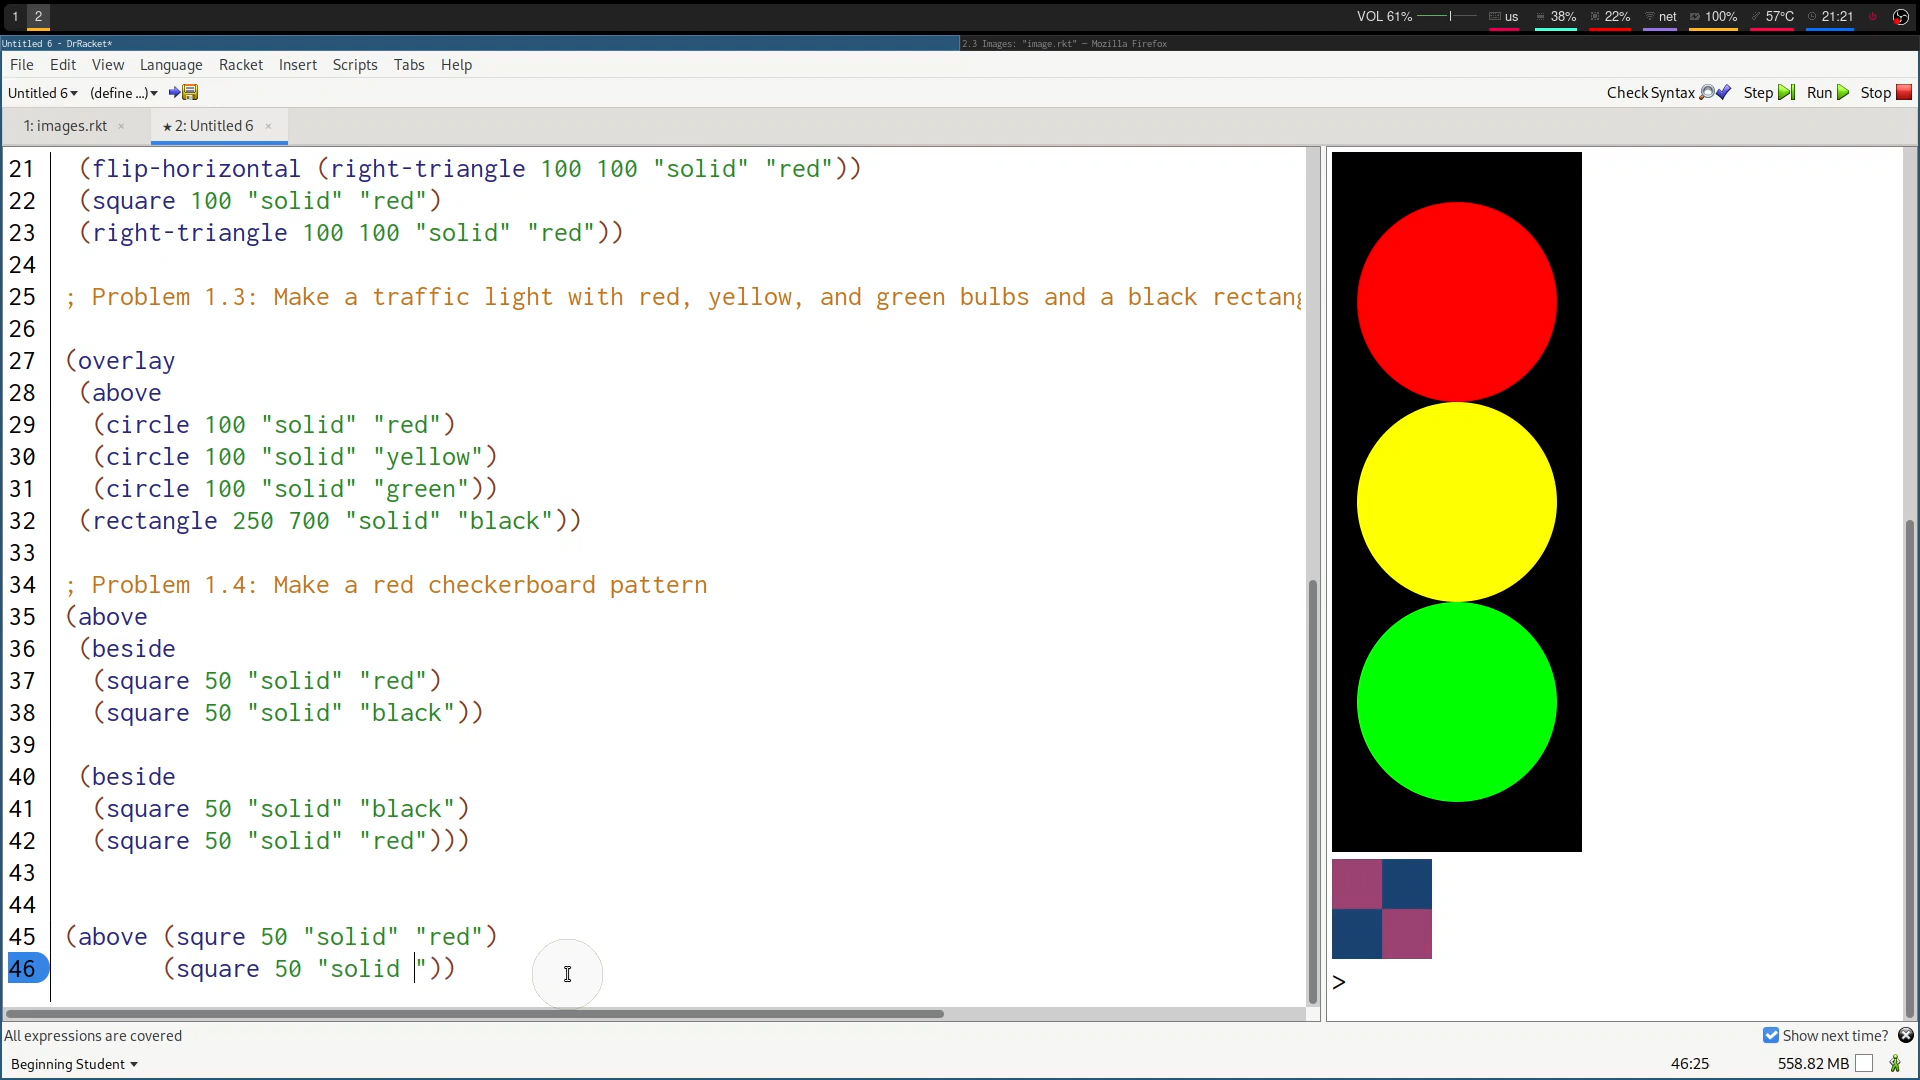 1 2 VOL 61% us 38% 22% net 100% 57°C 21:21
Untitled 6 - DrRacket* 2.3 Images: "image.rkt" — Mozilla Firefox
File Edit View Language Racket Insert Scripts Tabs Help
Untitled 6 (define ...) Check Syntax Step Run Stop
1: images.rkt × ★ 2: Untitled 6 ×
21 (flip-horizontal (right-triangle 100 100 "solid" "red"))
22 (square 100 "solid" "red")
23 (right-triangle 100 100 "solid" "red"))
24
25 ; Problem 1.3: Make a traffic light with red, yellow, and green bulbs and a black rectang
26
27 (overlay
28 (above
29 (circle 100 "solid" "red")
30 (circle 100 "solid" "yellow")
31 (circle 100 "solid" "green"))
32 (rectangle 250 700 "solid" "black"))
33
34 ; Problem 1.4: Make a red checkerboard pattern
35 (above
36 (beside
37 (square 50 "solid" "red")
38 (square 50 "solid" "black"))
39
40 (beside
41 (square 50 "solid" "black")
42 (square 50 "solid" "red")))
43
44
45 (above (squre 50 "solid" "red")
46 (square 50 "solid "))
>
All expressions are covered Show next time?
Beginning Student 46:25 558.82 MB